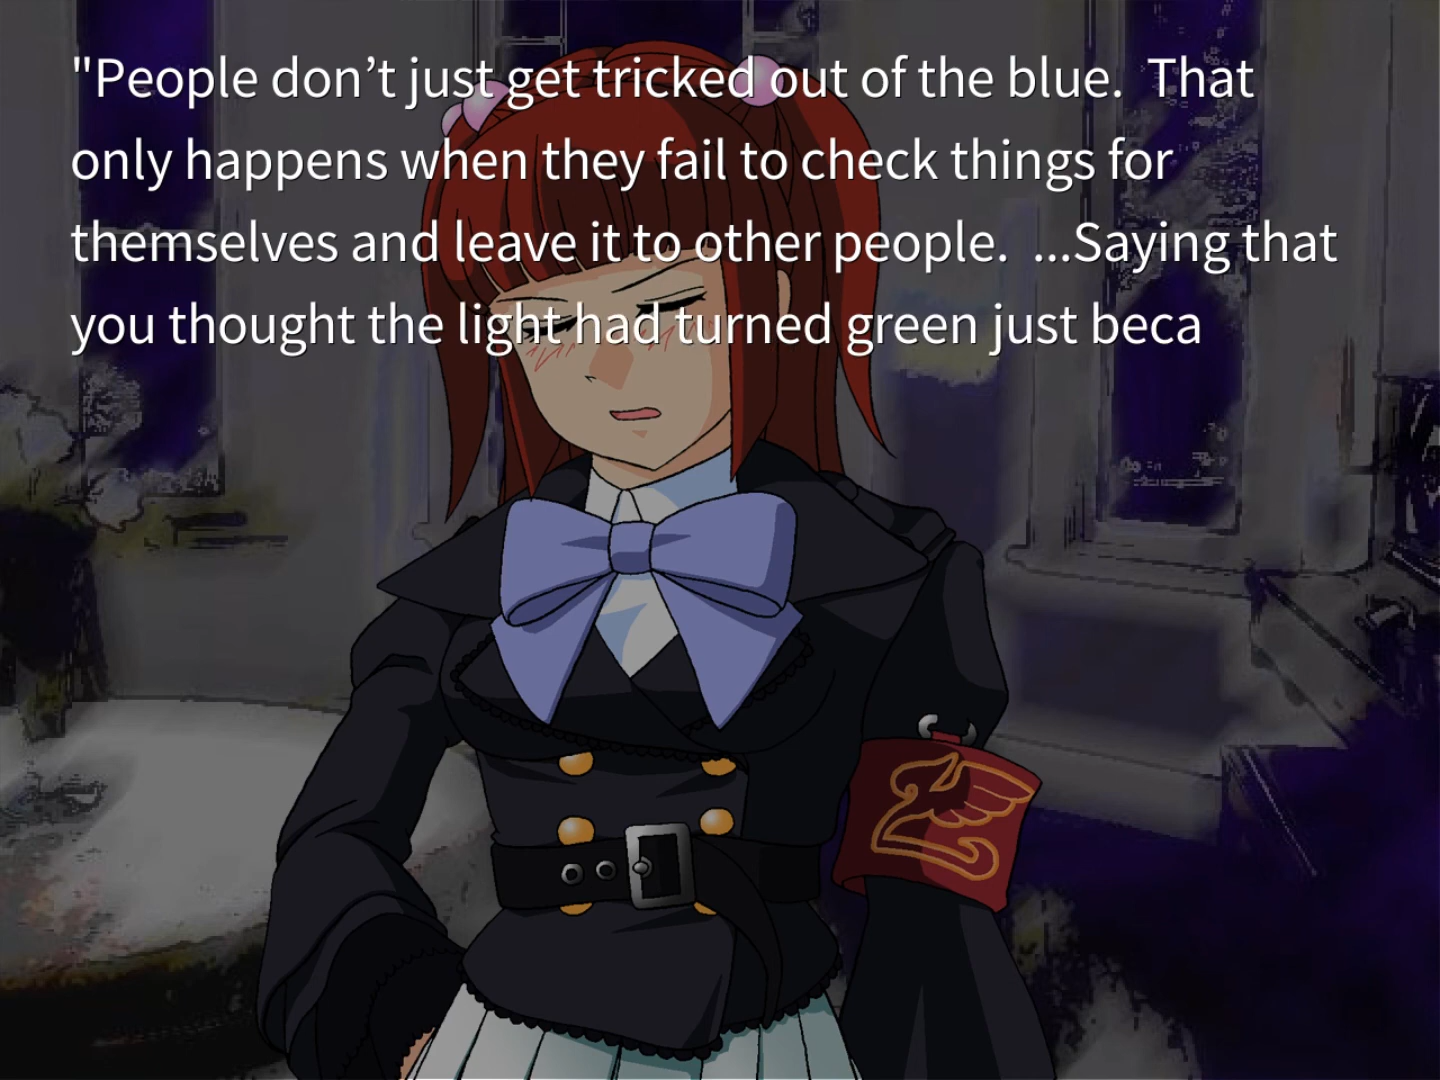 "People don’t just get tricked out of the blue.  That
only happens when they fail to check things for
themselves and leave it to other people.  ...Saying that
you thought the light had turned green just beca